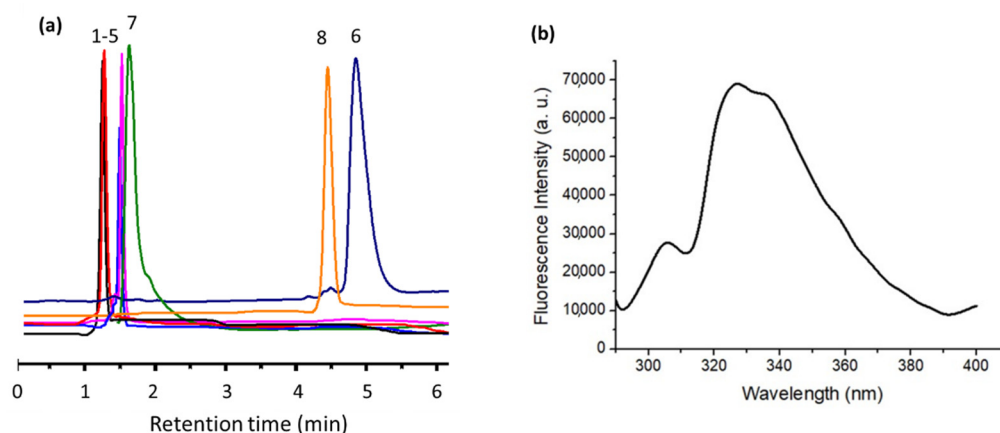 (a)
1-5
7
8
6
0 1 2 3 4 5 6
Retention time (min)
(b)
70,000
60,000
50,000
40,000
30,000
20,000
10,000
0
Fluorescence Intensity (a. u.)
300 320 340 360 380 400
Wavelength (nm)